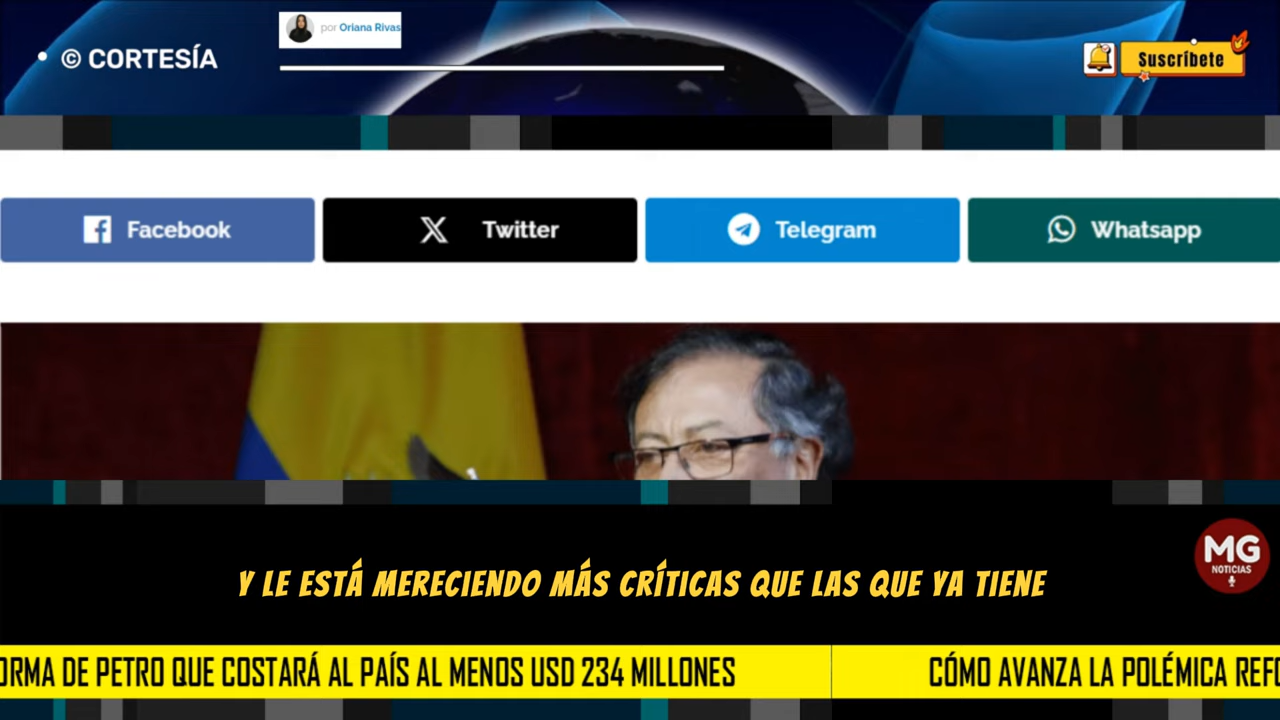 © CORTESÍA
por Oriana Rivas
Suscríbete
Facebook
Twitter
Telegram
Whatsapp
MG
NOTICIAS
Y LE ESTÁ MERECIENDO MÁS CRÍTICAS QUE LAS QUE YA TIENE
ORMA DE PETRO QUE COSTARÁ AL PAÍS AL MENOS USD 234 MILLONES
CÓMO AVANZA LA POLÉMICA REFO